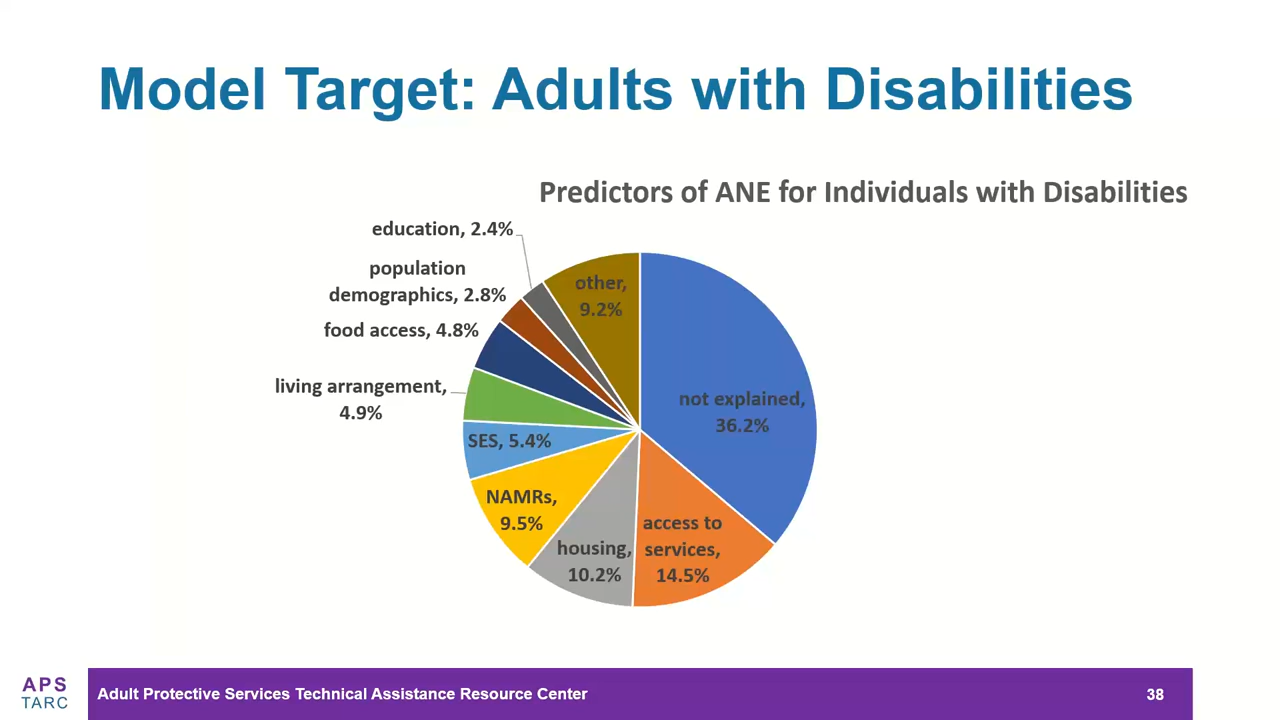 Model Target: Adults with Disabilities
Predictors of ANE for Individuals with Disabilities
education, 2.4%
population
demographics, 2.8%
food access, 4.8%
living arrangement,
4.9%
SES, 5.4%
NAMRs,
9.5%
housing,
10.2%
access to
services,
14.5%
not explained,
36.2%
other,
9.2%
APS
TARC
Adult Protective Services Technical Assistance Resource Center
38